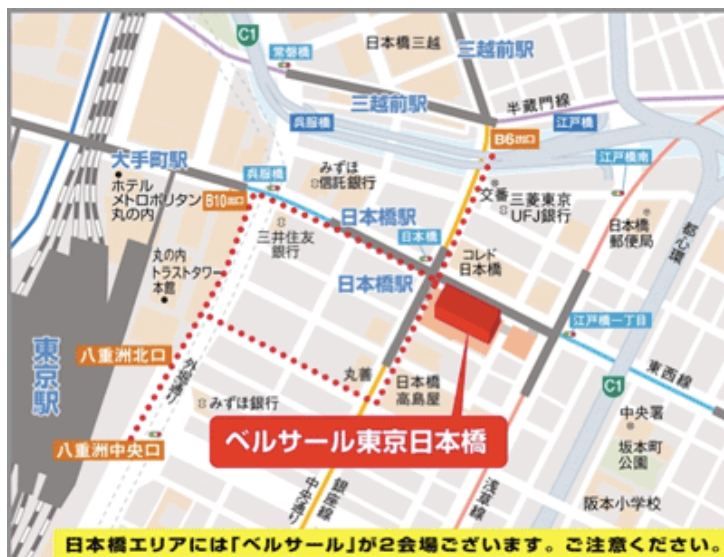 C1
常盤橋
日本橋三越
三越前駅
三越前駅
半蔵門線
呉服橋
江戸橋
B6出口
大手町駅
呉服橋
みずほ
信託銀行
江戸橋南
ホテル
メトロポリタン
丸の内
B10出口
交番
三菱東京
UFJ銀行
日本橋駅
三井住友
銀行
日本橋
日本橋
郵便局
都心環
丸の内
トラストタワー
本館
コレド
日本橋
日本橋駅
江戸橋一丁目
東京駅
八重洲北口
外堀通り
丸善
東西線
日本橋
高島屋
C1
みずほ銀行
中央署
八重洲中央口
ベルサール東京日本橋
坂本町
公園
銀座線
中央通り
浅草線
阪本小学校
日本橋エリアには「ベルサール」が2会場ございます。ご注意ください。